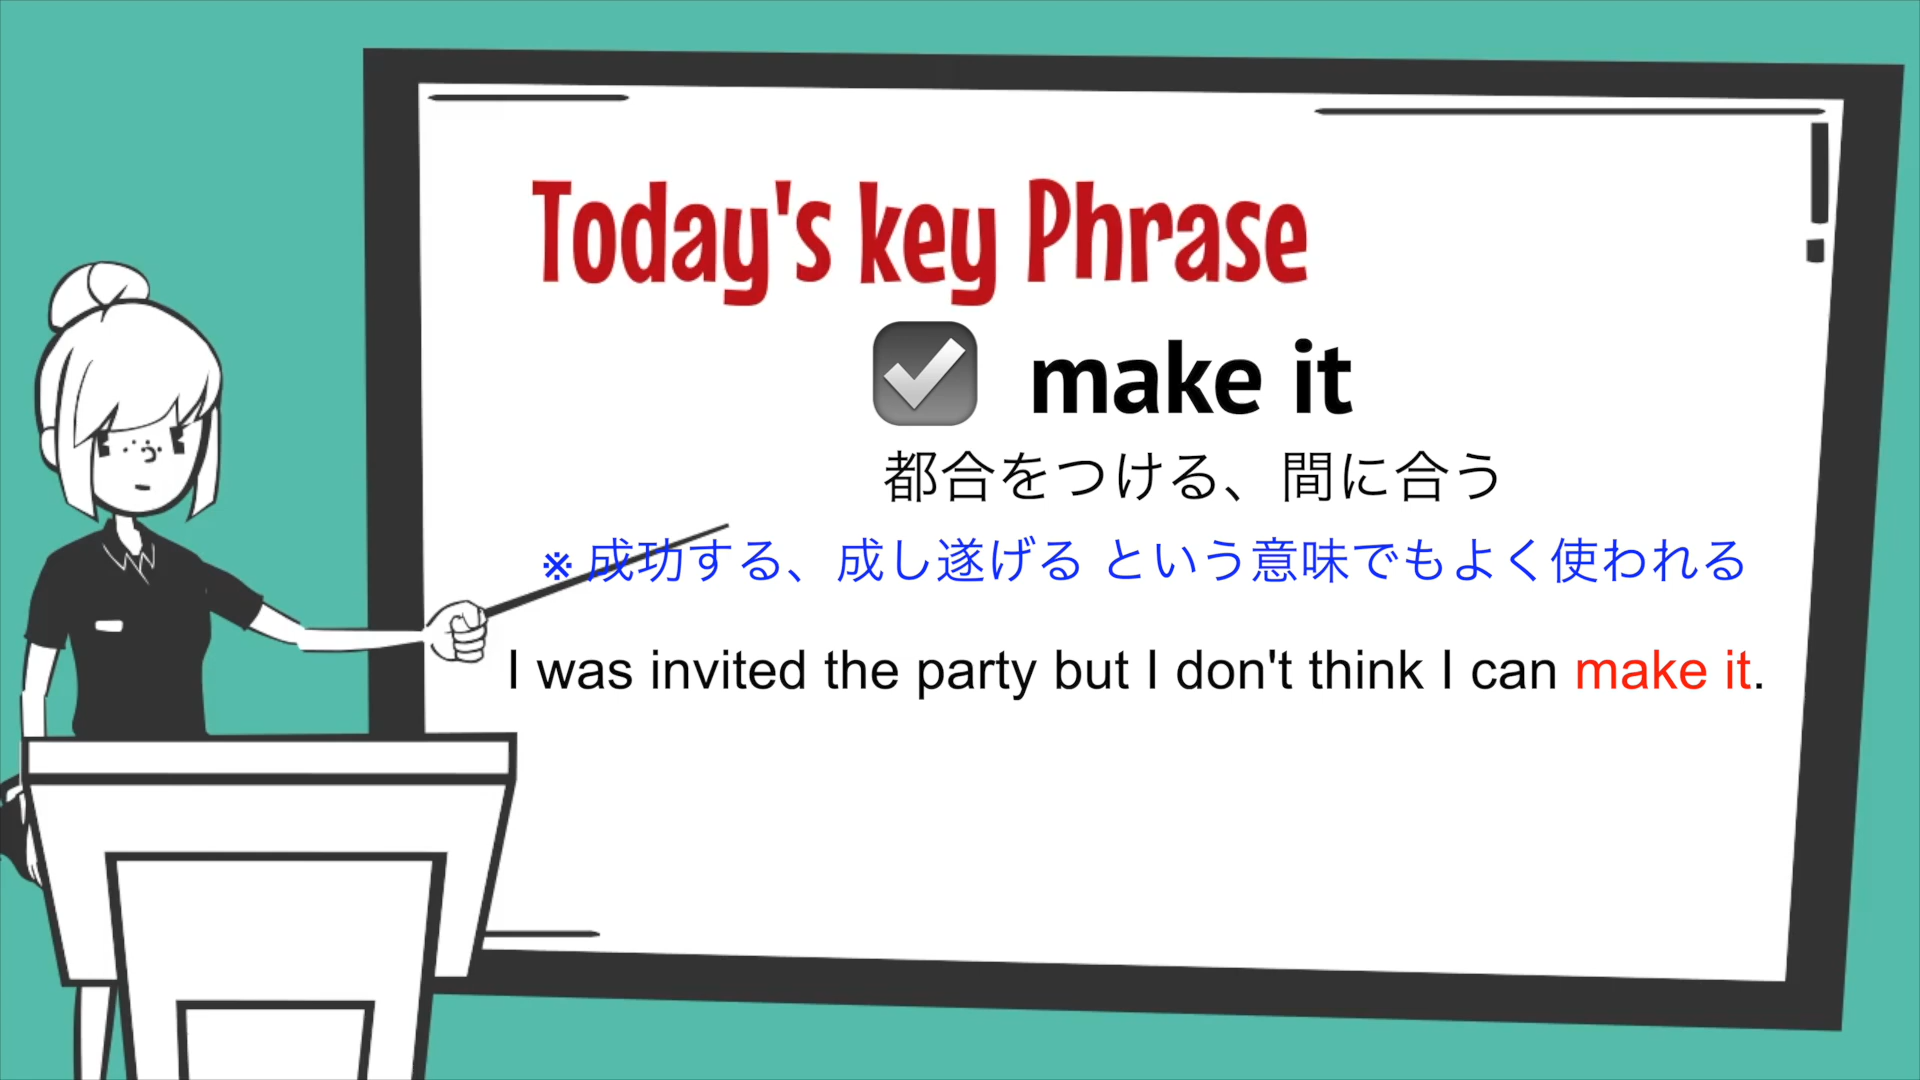 Today's key Phrase
make it
都合をつける、間に合う
※ 成功する、成し遂げる という意味でもよく使われる
I was invited the party but I don't think I can make it.